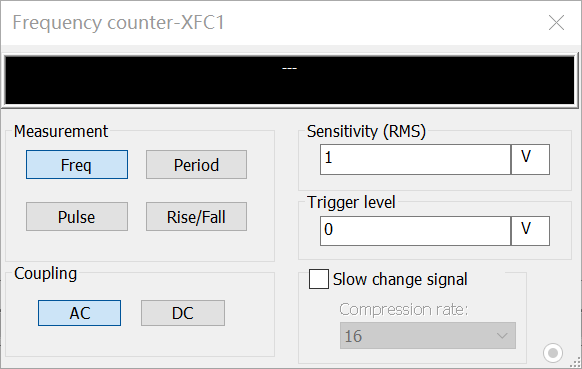 Frequency counter-XFC1
---
Measurement
Freq
Period
Pulse
Rise/Fall
Coupling
AC
DC
Sensitivity (RMS)
1
V
Trigger level
0
V
Slow change signal
Compression rate:
16